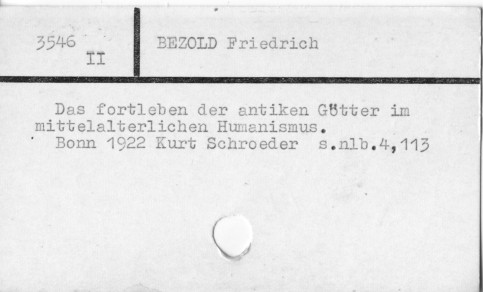 3546 BEZOLD Friedrich
II
Das fortleben der antiken Götter im
mittelalterlichen Humanismus.
Bonn 1922 Kurt Schroeder s.nlb.4,113